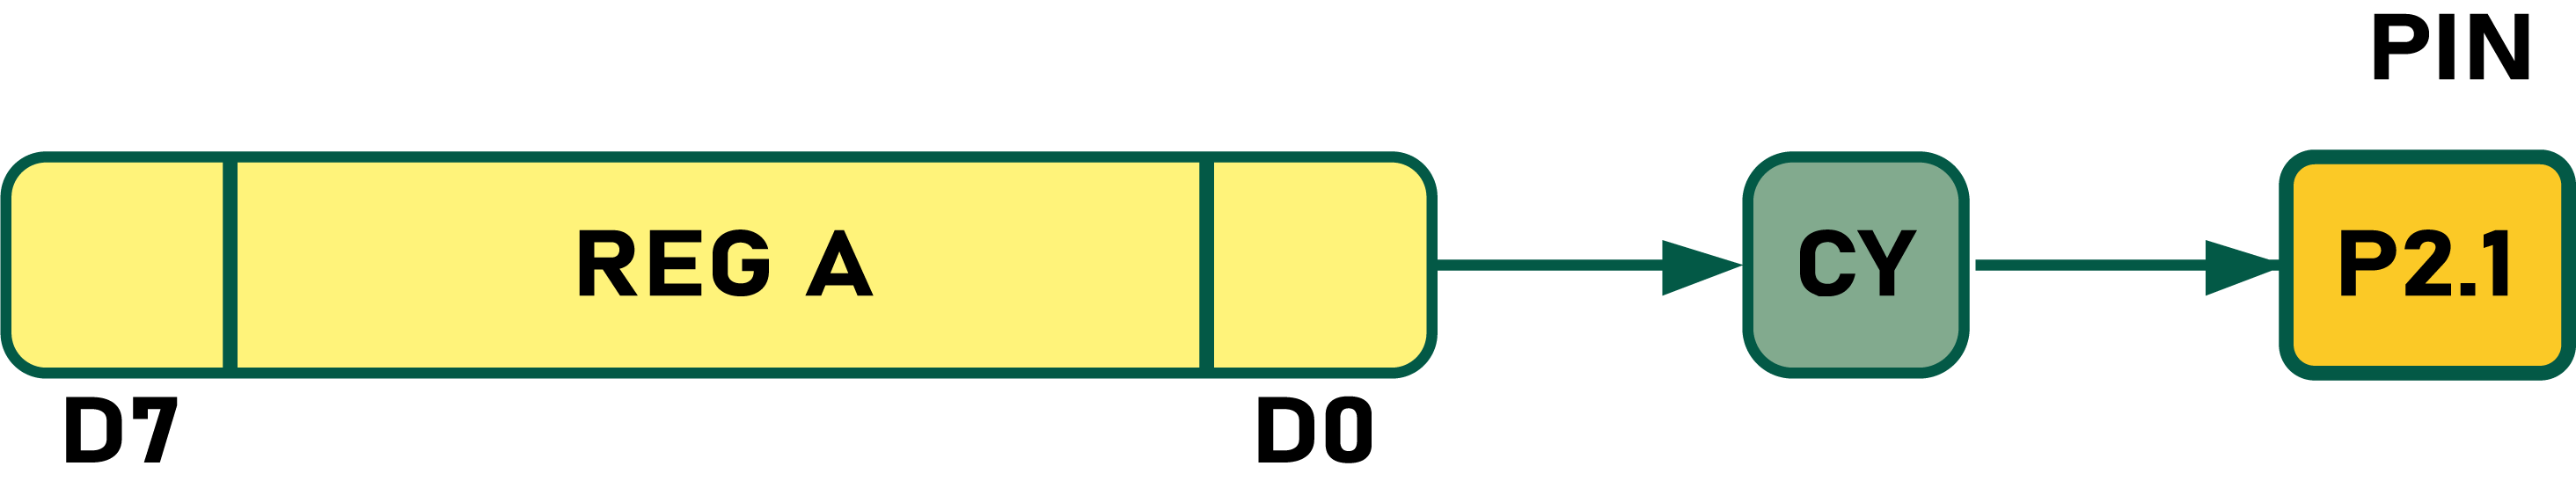 PIN
REG A
CY
P2.1
D7
D0